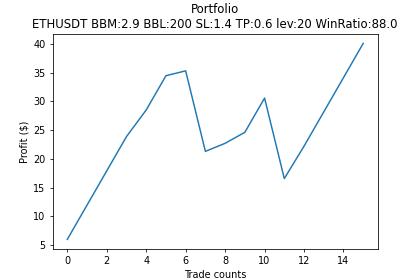 Portfolio
ETHUSDT BBM:2.9 BBL:200 SL:1.4 TP:0.6 lev:20 WinRatio:88.0
40
35
30
25
20
15
10
5
Profit ($)
0 2 4 6 8 10 12 14
Trade counts